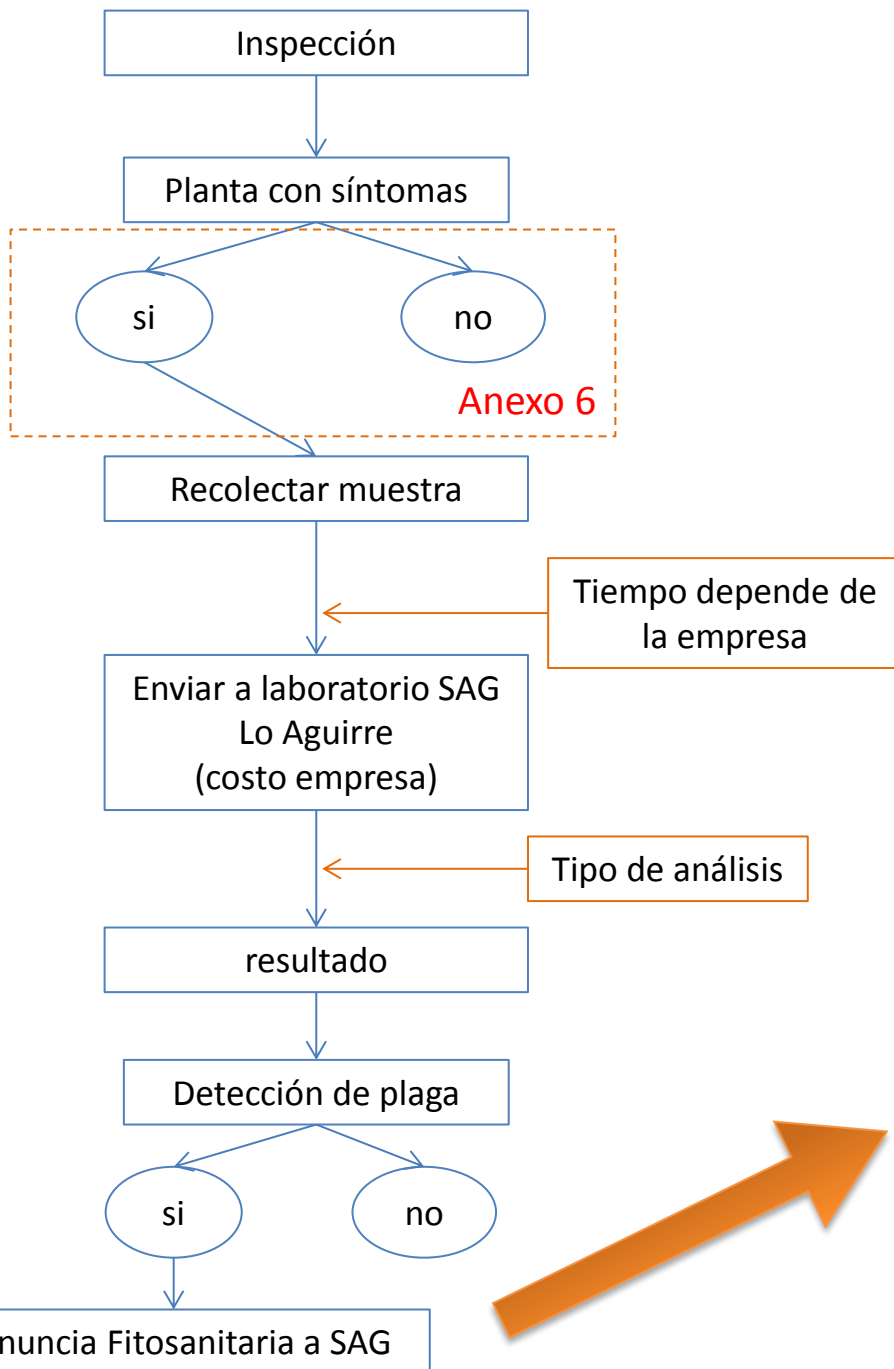 Inspección
Planta con síntomas
si
no
Anexo 6
Recolectar muestra
Tiempo depende de
la empresa
Enviar a laboratorio SAG
Lo Aguirre
(costo empresa)
Tipo de análisis
resultado
Detección de plaga
si
no
nuncia Fitosanitaria a SAG